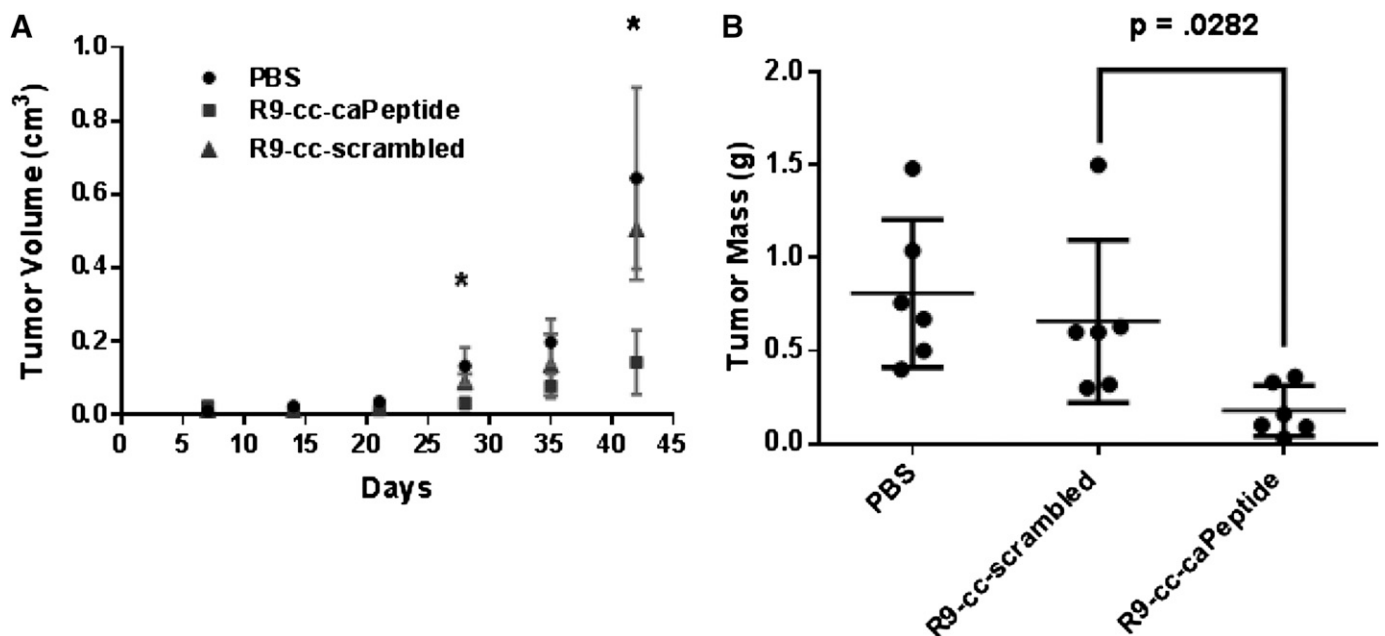 A
*
1.0
PBS
R9-cc-caPeptide
R9-cc-scrambled
0.8
0.6
0.4
*
0.2
0.0
0 5 10 15 20 25 30 35 40 45
Tumor Volume (cm³)
Days
B
p = .0282
2.0
1.5
1.0
0.5
0.0
Tumor Mass (g)
PBS
R9-cc-scrambled
R9-cc-caPeptide